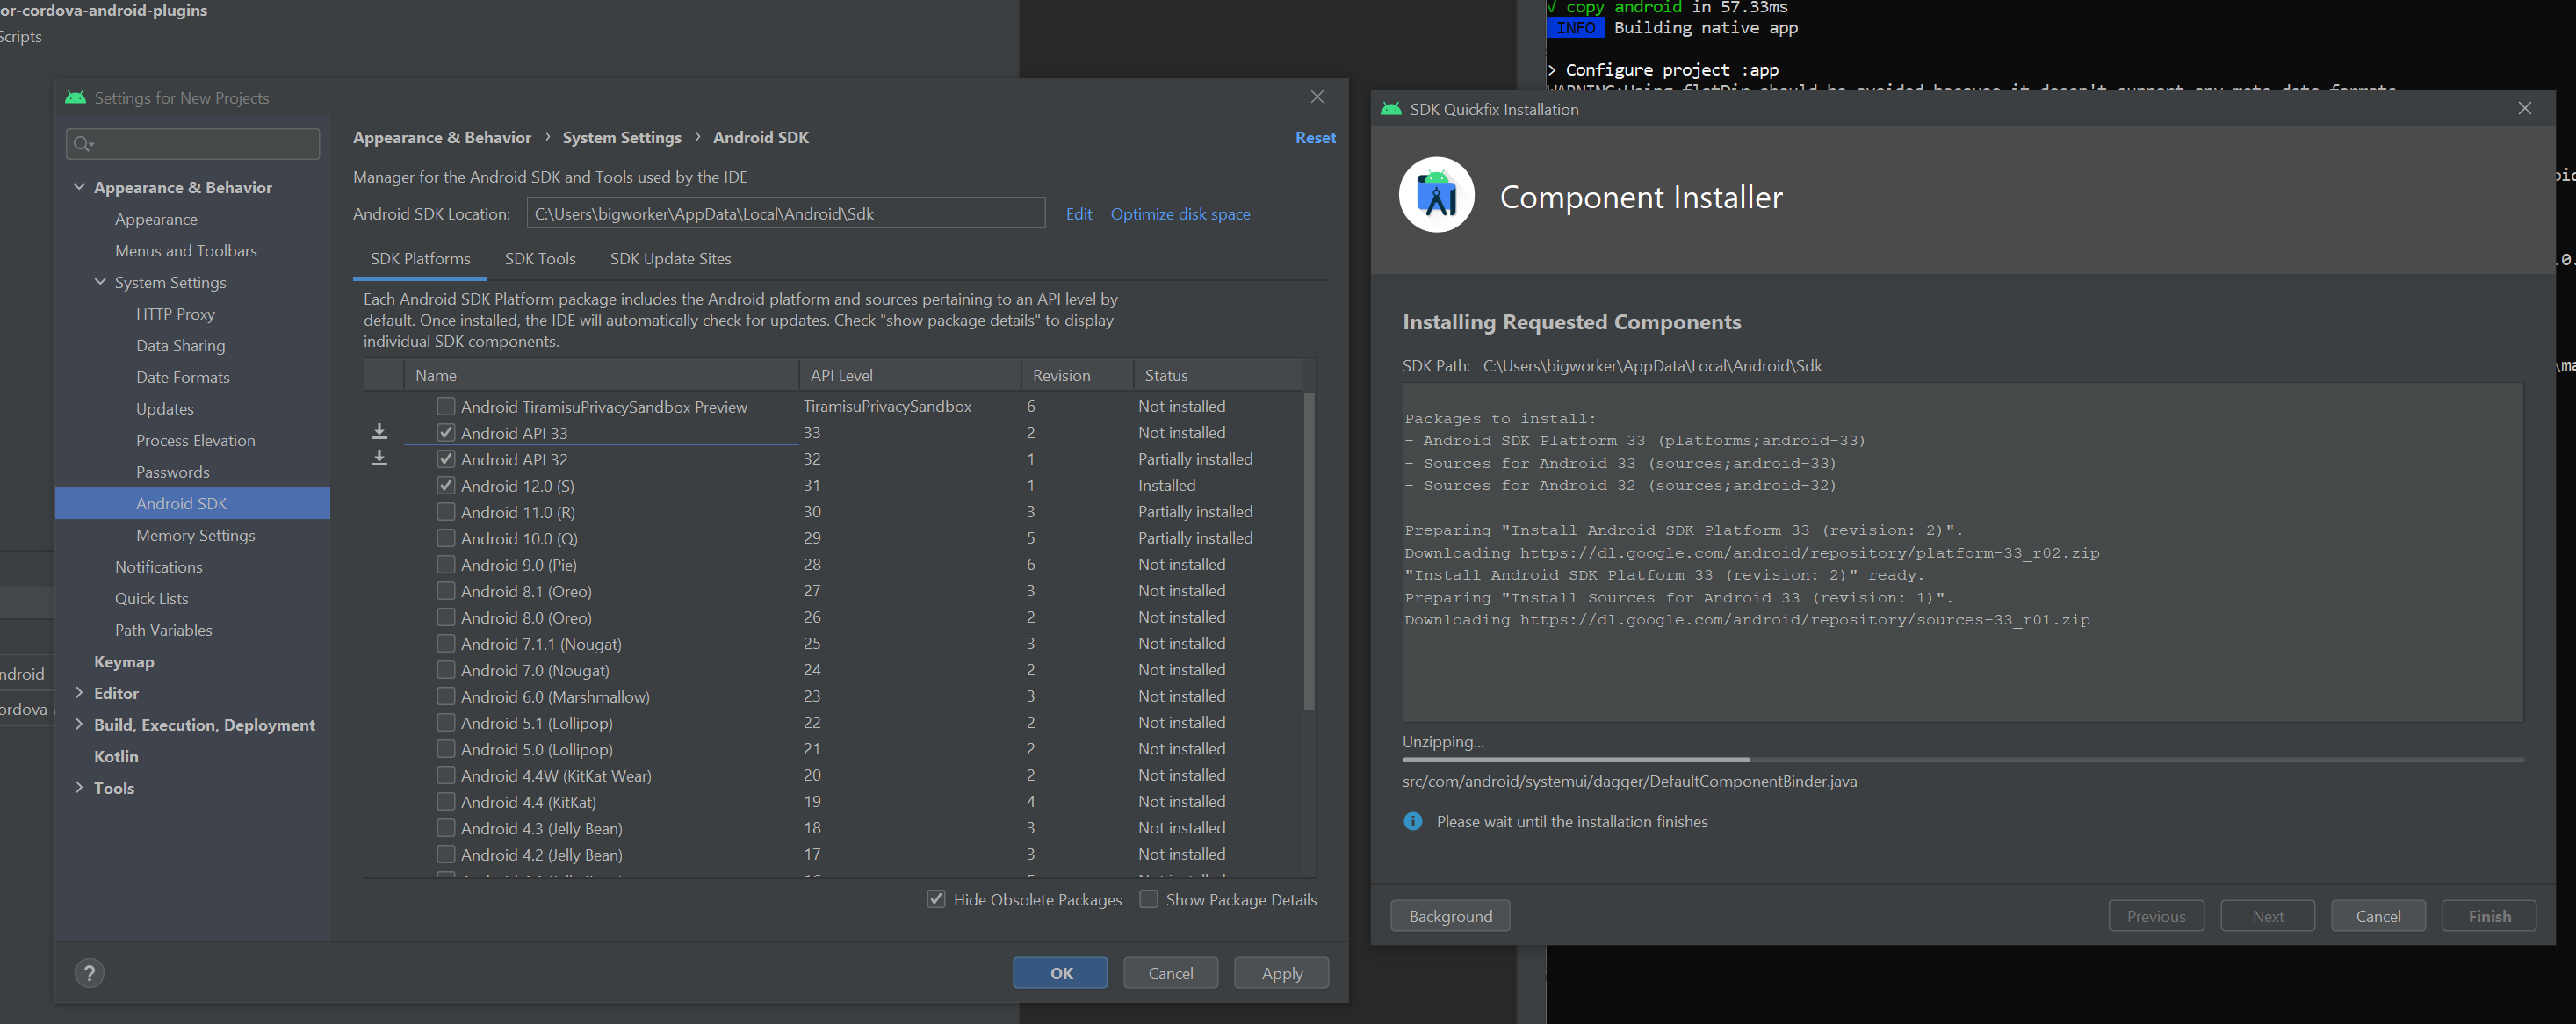 or-cordova-android-plugins
Scripts
ndroid
ordova-
Settings for New Projects
Appearance & Behavior
Appearance
Menus and Toolbars
System Settings
HTTP Proxy
Data Sharing
Date Formats
Updates
Process Elevation
Passwords
Android SDK
Memory Settings
Notifications
Quick Lists
Path Variables
Keymap
Editor
Build, Execution, Deployment
Kotlin
Tools
Appearance & Behavior › System Settings › Android SDK Reset
Manager for the Android SDK and Tools used by the IDE
Android SDK Location: C:\Users\bigworker\AppData\Local\Android\Sdk Edit Optimize disk space
SDK Platforms SDK Tools SDK Update Sites
Each Android SDK Platform package includes the Android platform and sources pertaining to an API level by
default. Once installed, the IDE will automatically check for updates. Check "show package details" to display
individual SDK components.
Name API Level Revision Status
Android TiramisuPrivacySandbox Preview TiramisuPrivacySandbox 6 Not installed
Android API 33 33 2 Not installed
Android API 32 32 1 Partially installed
Android 12.0 (S) 31 1 Installed
Android 11.0 (R) 30 3 Partially installed
Android 10.0 (Q) 29 5 Partially installed
Android 9.0 (Pie) 28 6 Not installed
Android 8.1 (Oreo) 27 3 Not installed
Android 8.0 (Oreo) 26 2 Not installed
Android 7.1.1 (Nougat) 25 3 Not installed
Android 7.0 (Nougat) 24 2 Not installed
Android 6.0 (Marshmallow) 23 3 Not installed
Android 5.1 (Lollipop) 22 2 Not installed
Android 5.0 (Lollipop) 21 2 Not installed
Android 4.4W (KitKat Wear) 20 2 Not installed
Android 4.4 (KitKat) 19 4 Not installed
Android 4.3 (Jelly Bean) 18 3 Not installed
Android 4.2 (Jelly Bean) 17 3 Not installed
Hide Obsolete Packages Show Package Details
? OK Cancel Apply
√ copy android in 57.33ms
INFO Building native app
> Configure project :app
WARNING:Using flatDir should be avoided because it doesn't support any meta-data formats.
SDK Quickfix Installation
Component Installer
Installing Requested Components
SDK Path: C:\Users\bigworker\AppData\Local\Android\Sdk
Packages to install:
- Android SDK Platform 33 (platforms;android-33)
- Sources for Android 33 (sources;android-33)
- Sources for Android 32 (sources;android-32)
Preparing "Install Android SDK Platform 33 (revision: 2)".
Downloading https://dl.google.com/android/repository/platform-33_r02.zip
"Install Android SDK Platform 33 (revision: 2)" ready.
Preparing "Install Sources for Android 33 (revision: 1)".
Downloading https://dl.google.com/android/repository/sources-33_r01.zip
Unzipping...
src/com/android/systemui/dagger/DefaultComponentBinder.java
Please wait until the installation finishes
Background Previous Next Cancel Finish
.0.
\ma